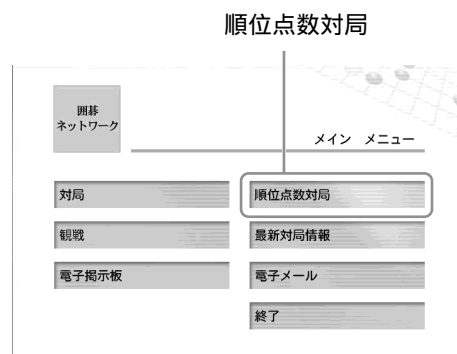 順位点数対局
囲碁
ネットワーク
メイン メニュー
対局
順位点数対局
観戦
最新対局情報
電子掲示板
電子メール
終了